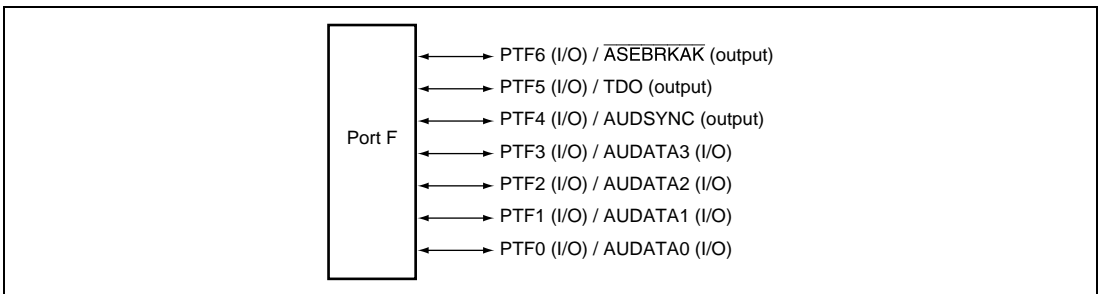 PTF6 (I/O) / ASEBRKAK (output)
PTF5 (I/O) / TDO (output)
PTF4 (I/O) / AUDSYNC (output)
Port F
PTF3 (I/O) / AUDATA3 (I/O)
PTF2 (I/O) / AUDATA2 (I/O)
PTF1 (I/O) / AUDATA1 (I/O)
PTF0 (I/O) / AUDATA0 (I/O)